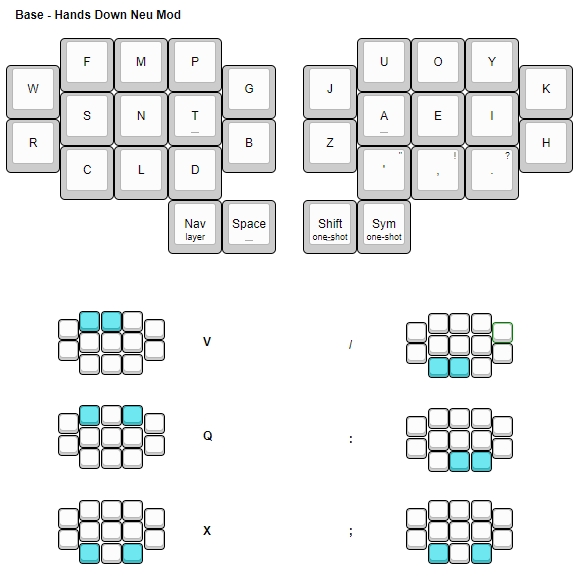 Base - Hands Down Neu Mod
F M P U O Y
W G J K
S N T A E I
R B Z H
C L D ' " , ! . ?
Nav Space Shift Sym
layer one-shot one-shot
V /
Q :
X ;